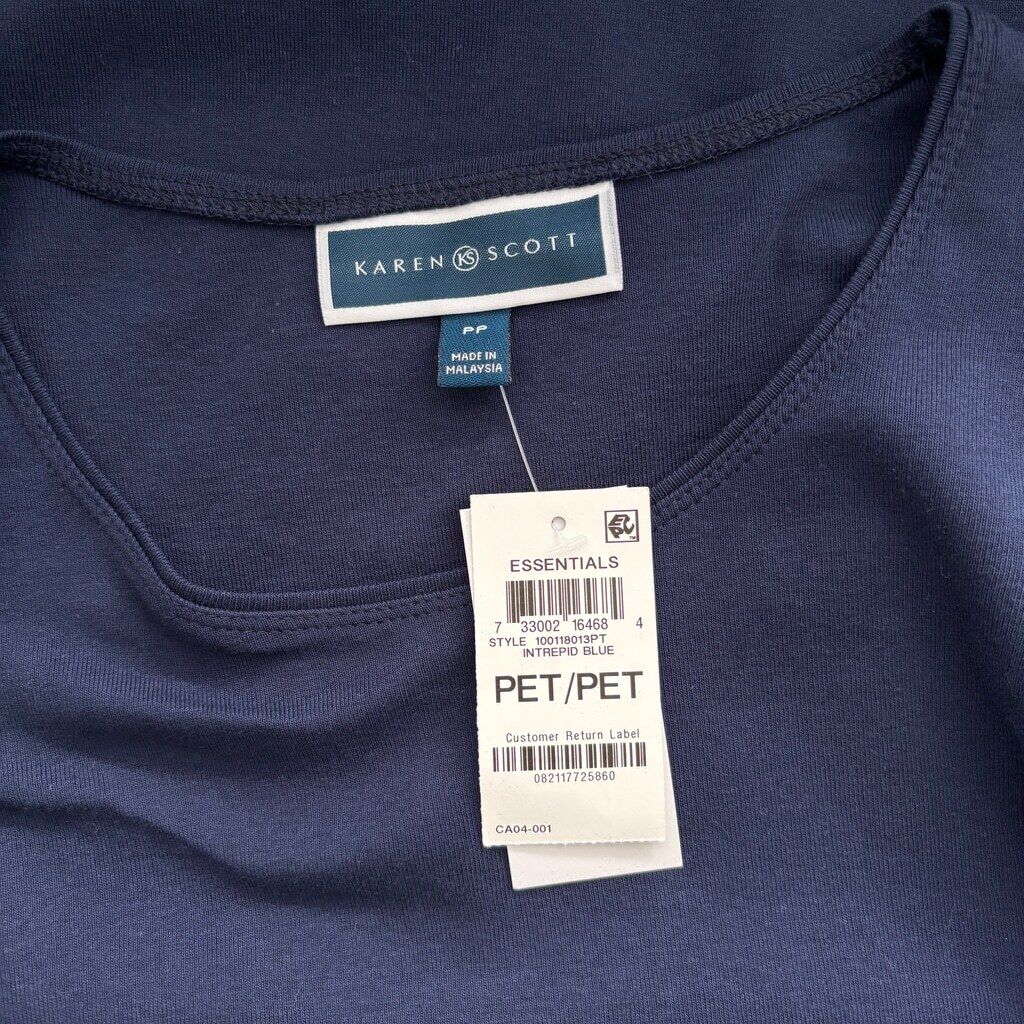 KAREN KS SCOTT
PP
MADE IN
MALAYSIA
ESSENTIALS
7 33002 16468 4
STYLE 100118013PT
INTREPID BLUE
PET/PET
Customer Return Label
082117725860
CA04-001